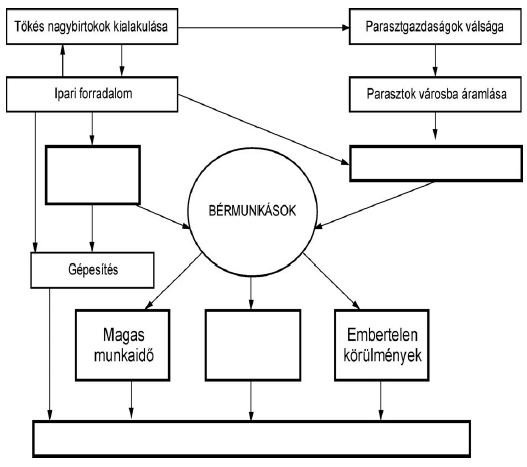 Tőkés nagybirtokok kialakulása
Parasztgazdaságok válsága
Ipari forradalom
Parasztok városba áramlása
BÉRMUNKÁSOK
Gépesítés
Magas
munkaidő
Embertelen
körülmények